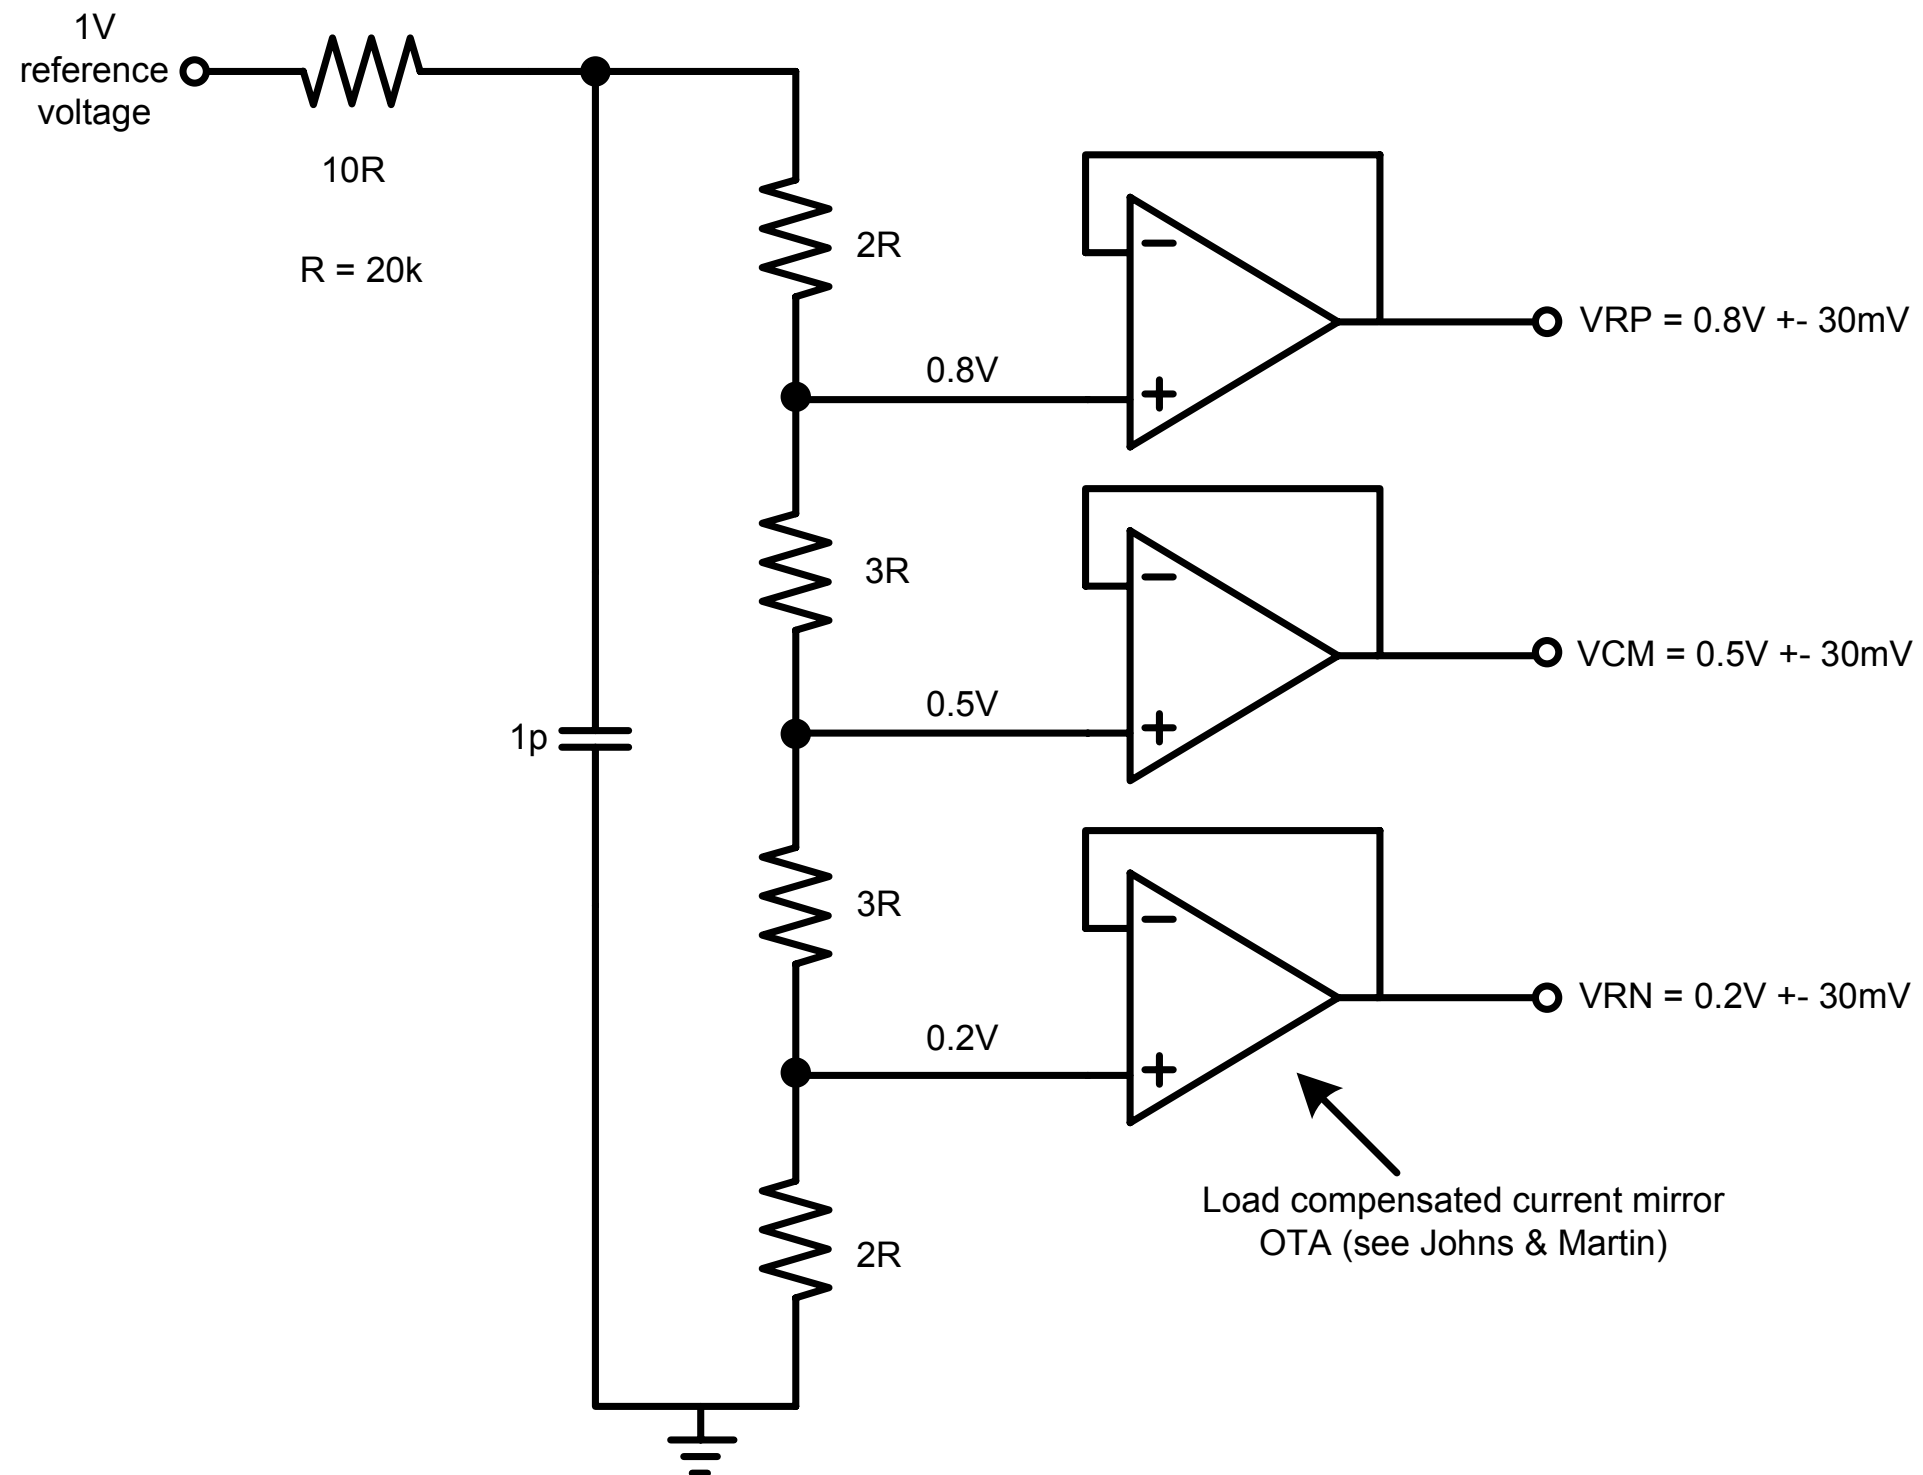 1V
reference
voltage
10R
R = 20k
2R
0.8V
VRP = 0.8V +- 30mV
3R
0.5V
VCM = 0.5V +- 30mV
1p
3R
0.2V
VRN = 0.2V +- 30mV
2R
Load compensated current mirror
OTA (see Johns & Martin)